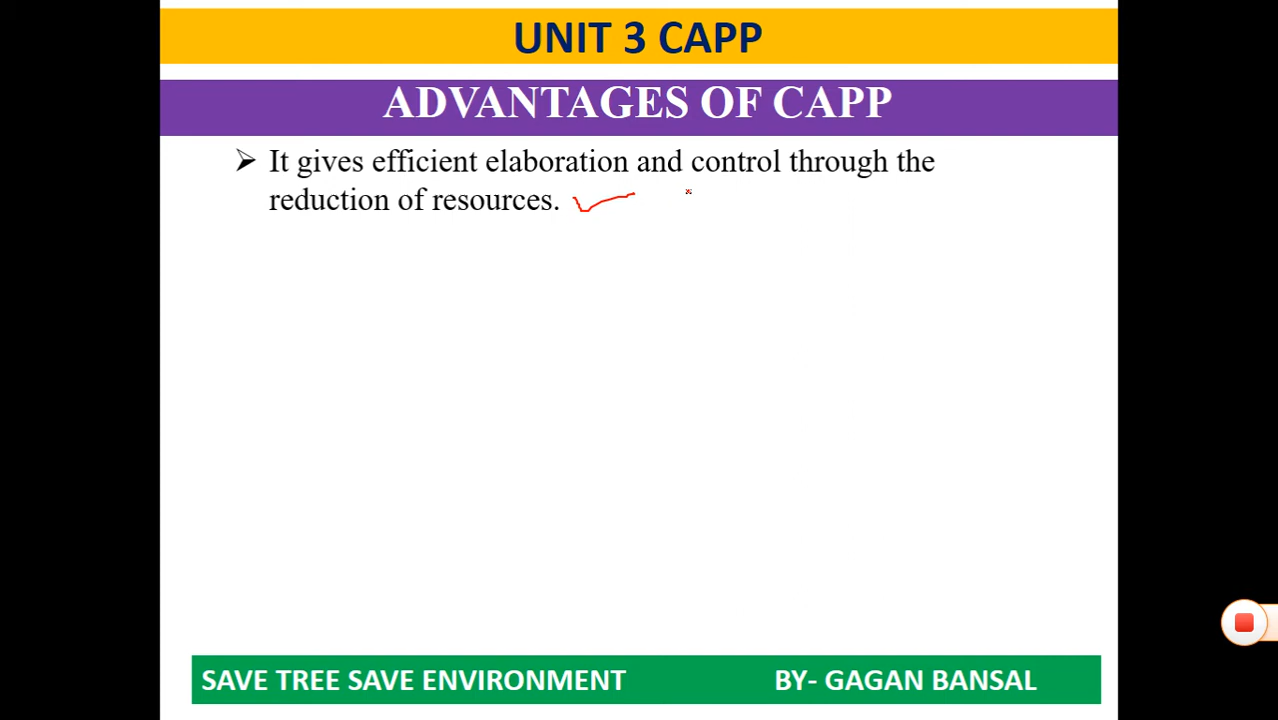 UNIT 3 CAPP
ADVANTAGES OF CAPP
➢ It gives efficient elaboration and control through the
reduction of resources.
SAVE TREE SAVE ENVIRONMENT BY- GAGAN BANSAL